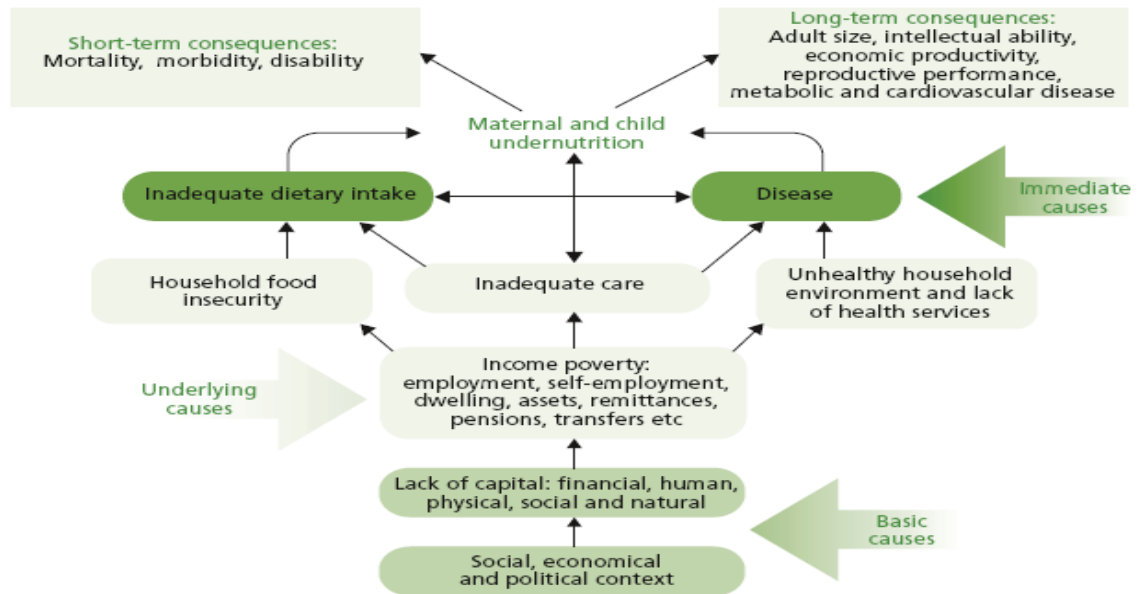 Short-term consequences:
Mortality, morbidity, disability
Long-term consequences:
Adult size, intellectual ability,
economic productivity,
reproductive performance,
metabolic and cardiovascular disease
Maternal and child
undernutrition
Inadequate dietary intake
Disease
Immediate
causes
Household food
insecurity
Inadequate care
Unhealthy household
environment and lack
of health services
Underlying
causes
Income poverty:
employment, self-employment,
dwelling, assets, remittances,
pensions, transfers etc
Lack of capital: financial, human,
physical, social and natural
Basic
causes
Social, economical
and political context